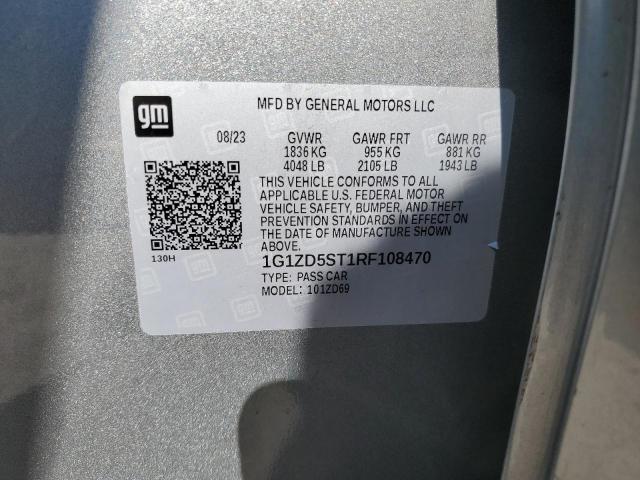 gm
MFD BY GENERAL MOTORS LLC
08/23 GVWR GAWR FRT GAWR RR
1836 KG 955 KG 881 KG
4048 LB 2105 LB 1943 LB
THIS VEHICLE CONFORMS TO ALL
APPLICABLE U.S. FEDERAL MOTOR
VEHICLE SAFETY, BUMPER, AND THEFT
PREVENTION STANDARDS IN EFFECT ON
THE DATE OF MANUFACTURE SHOWN
ABOVE.
130H
1G1ZD5ST1RF108470
TYPE: PASS CAR
MODEL: 101ZD69